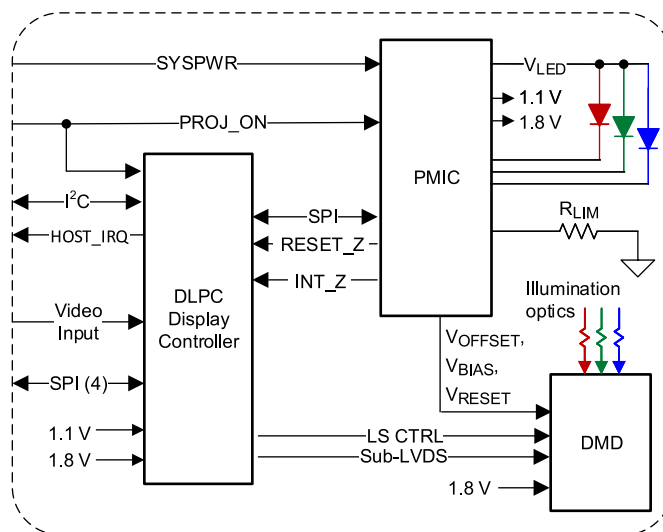 SYSPWR
PROJ_ON
I²C
HOST_IRQ
Video
Input
SPI (4)
1.1 V
1.8 V
DLPC
Display
Controller
SPI
RESET_Z
INT_Z
PMIC
V_LED
1.1 V
1.8 V
R_LIM
Illumination
optics
V_OFFSET,
V_BIAS,
V_RESET
LS CTRL
Sub-LVDS
1.8 V
DMD